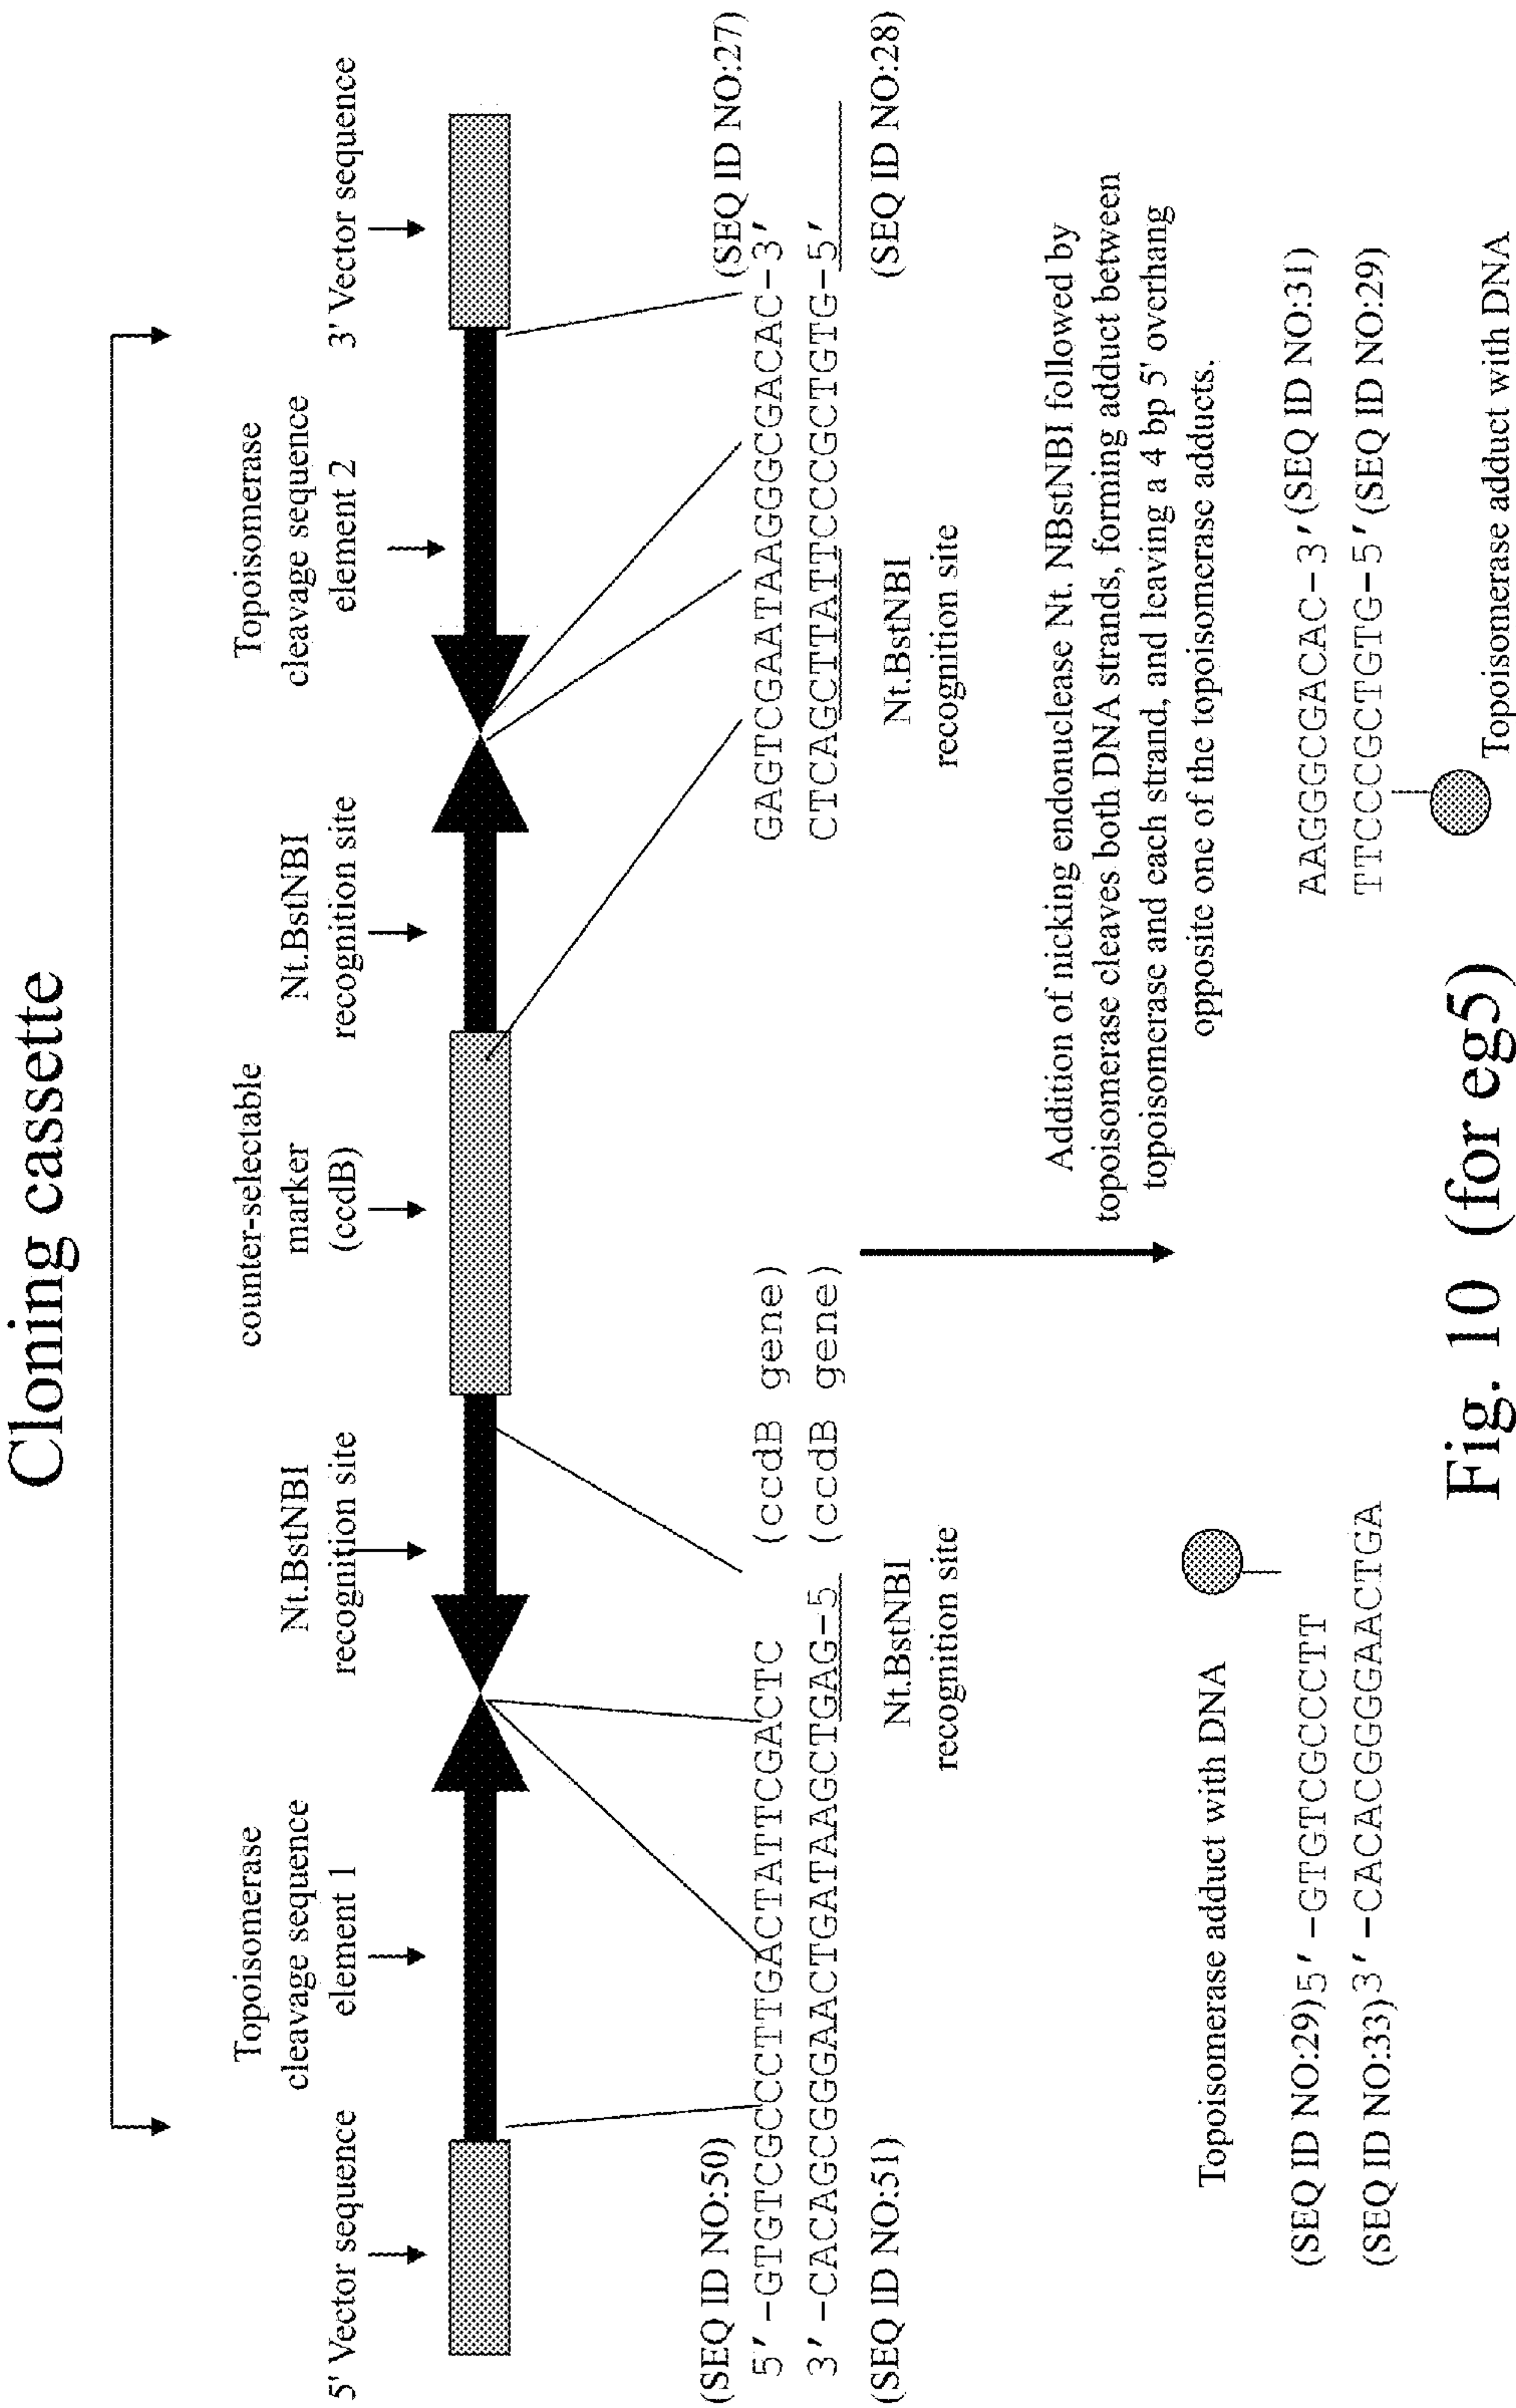 Cloning cassette
5' Vector sequence
Topoisomerase
cleavage sequence
element 1
Nt.BstNBI
recognition site
counter-selectable
marker
(ccdB)
Nt.BstNBI
recognition site
Topoisomerase
cleavage sequence
element 2
3' Vector sequence
(SEQ ID NO:50)
5'-GTGTCGCCCTTGACTATTCGACTC (ccdB gene)
3'-CACAGCGGGAACTGATAAGCTGAG-5 (ccdB gene)
(SEQ ID NO:51)
Nt.BstNBI
recognition site
(SEQ ID NO:27)
GAGTCGAATAAGGGCGACAC-3'
CTCAGCTTATTCCCGCTGTG-5'
(SEQ ID NO:28)
Nt.BstNBI
recognition site
Addition of nicking endonuclease Nt. NBstNBI followed by
topoisomerase cleaves both DNA strands, forming adduct between
topoisomerase and each strand, and leaving a 4 bp 5' overhang
opposite one of the topoisomerase adducts.
Topoisomerase adduct with DNA
(SEQ ID NO:29)5'-GTGTCGCCCTT
(SEQ ID NO:33)3'-CACACGGGAACTGA
AAGGGCGACAC-3'(SEQ ID NO:31)
TTCCCGCTGTG-5'(SEQ ID NO:29)
Topoisomerase adduct with DNA
Fig. 10 (for eg5)